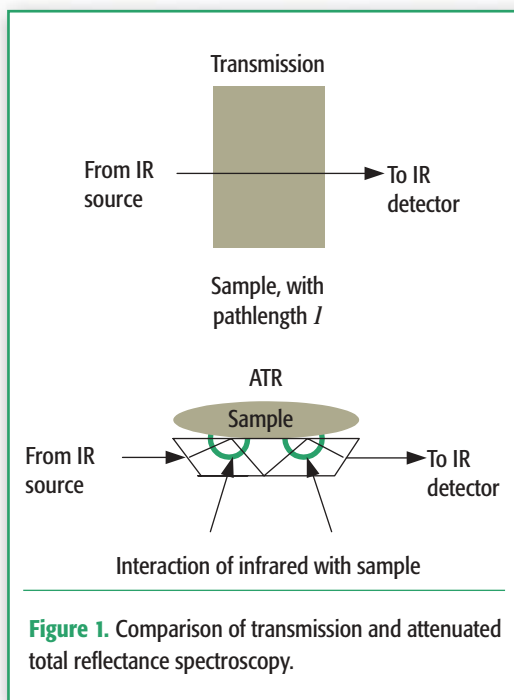 Transmission
From IR
source
To IR
detector
Sample, with
pathlength l
ATR
Sample
From IR
source
To IR
detector
Interaction of infrared with sample
Figure 1. Comparison of transmission and attenuated
total reflectance spectroscopy.